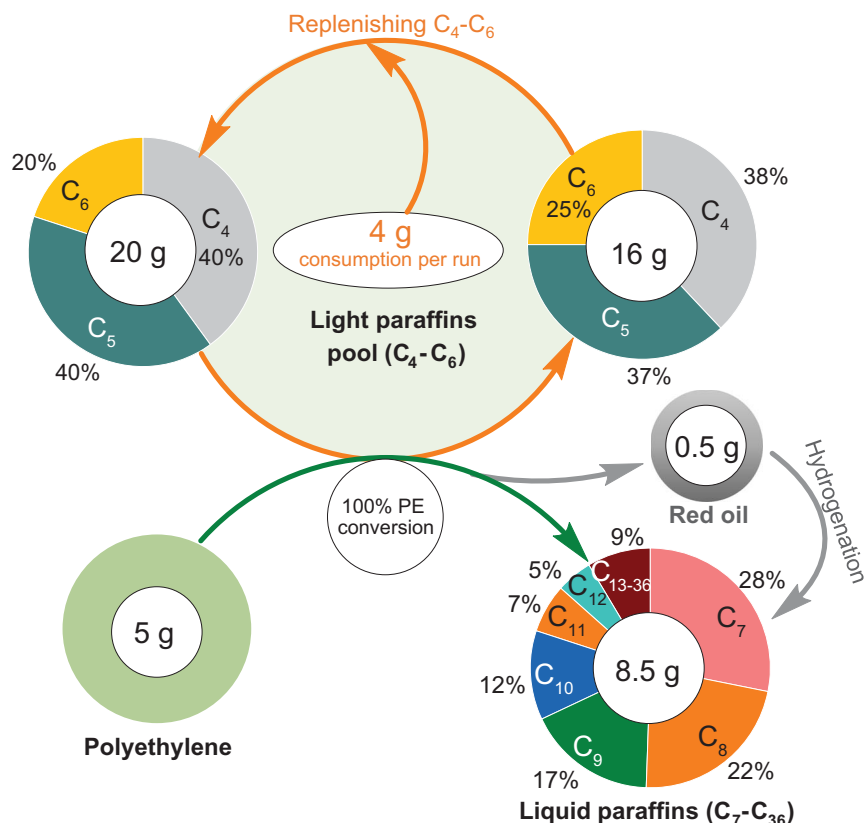 Replenishing C₄-C₆
20%
C₆
C₄
40%
20 g
C₅
40%
4 g
consumption per run
Light paraffins
pool (C₄-C₆)
C₆
25%
38%
C₄
16 g
C₅
37%
100% PE
conversion
0.5 g
Red oil
Hydrogenation
5 g
Polyethylene
9%
C₁₃₋₃₆
5%
C₁₂
28%
C₇
7%
C₁₁
12%
C₁₀
8.5 g
C₉
17%
C₈
22%
Liquid paraffins (C₇-C₃₆)